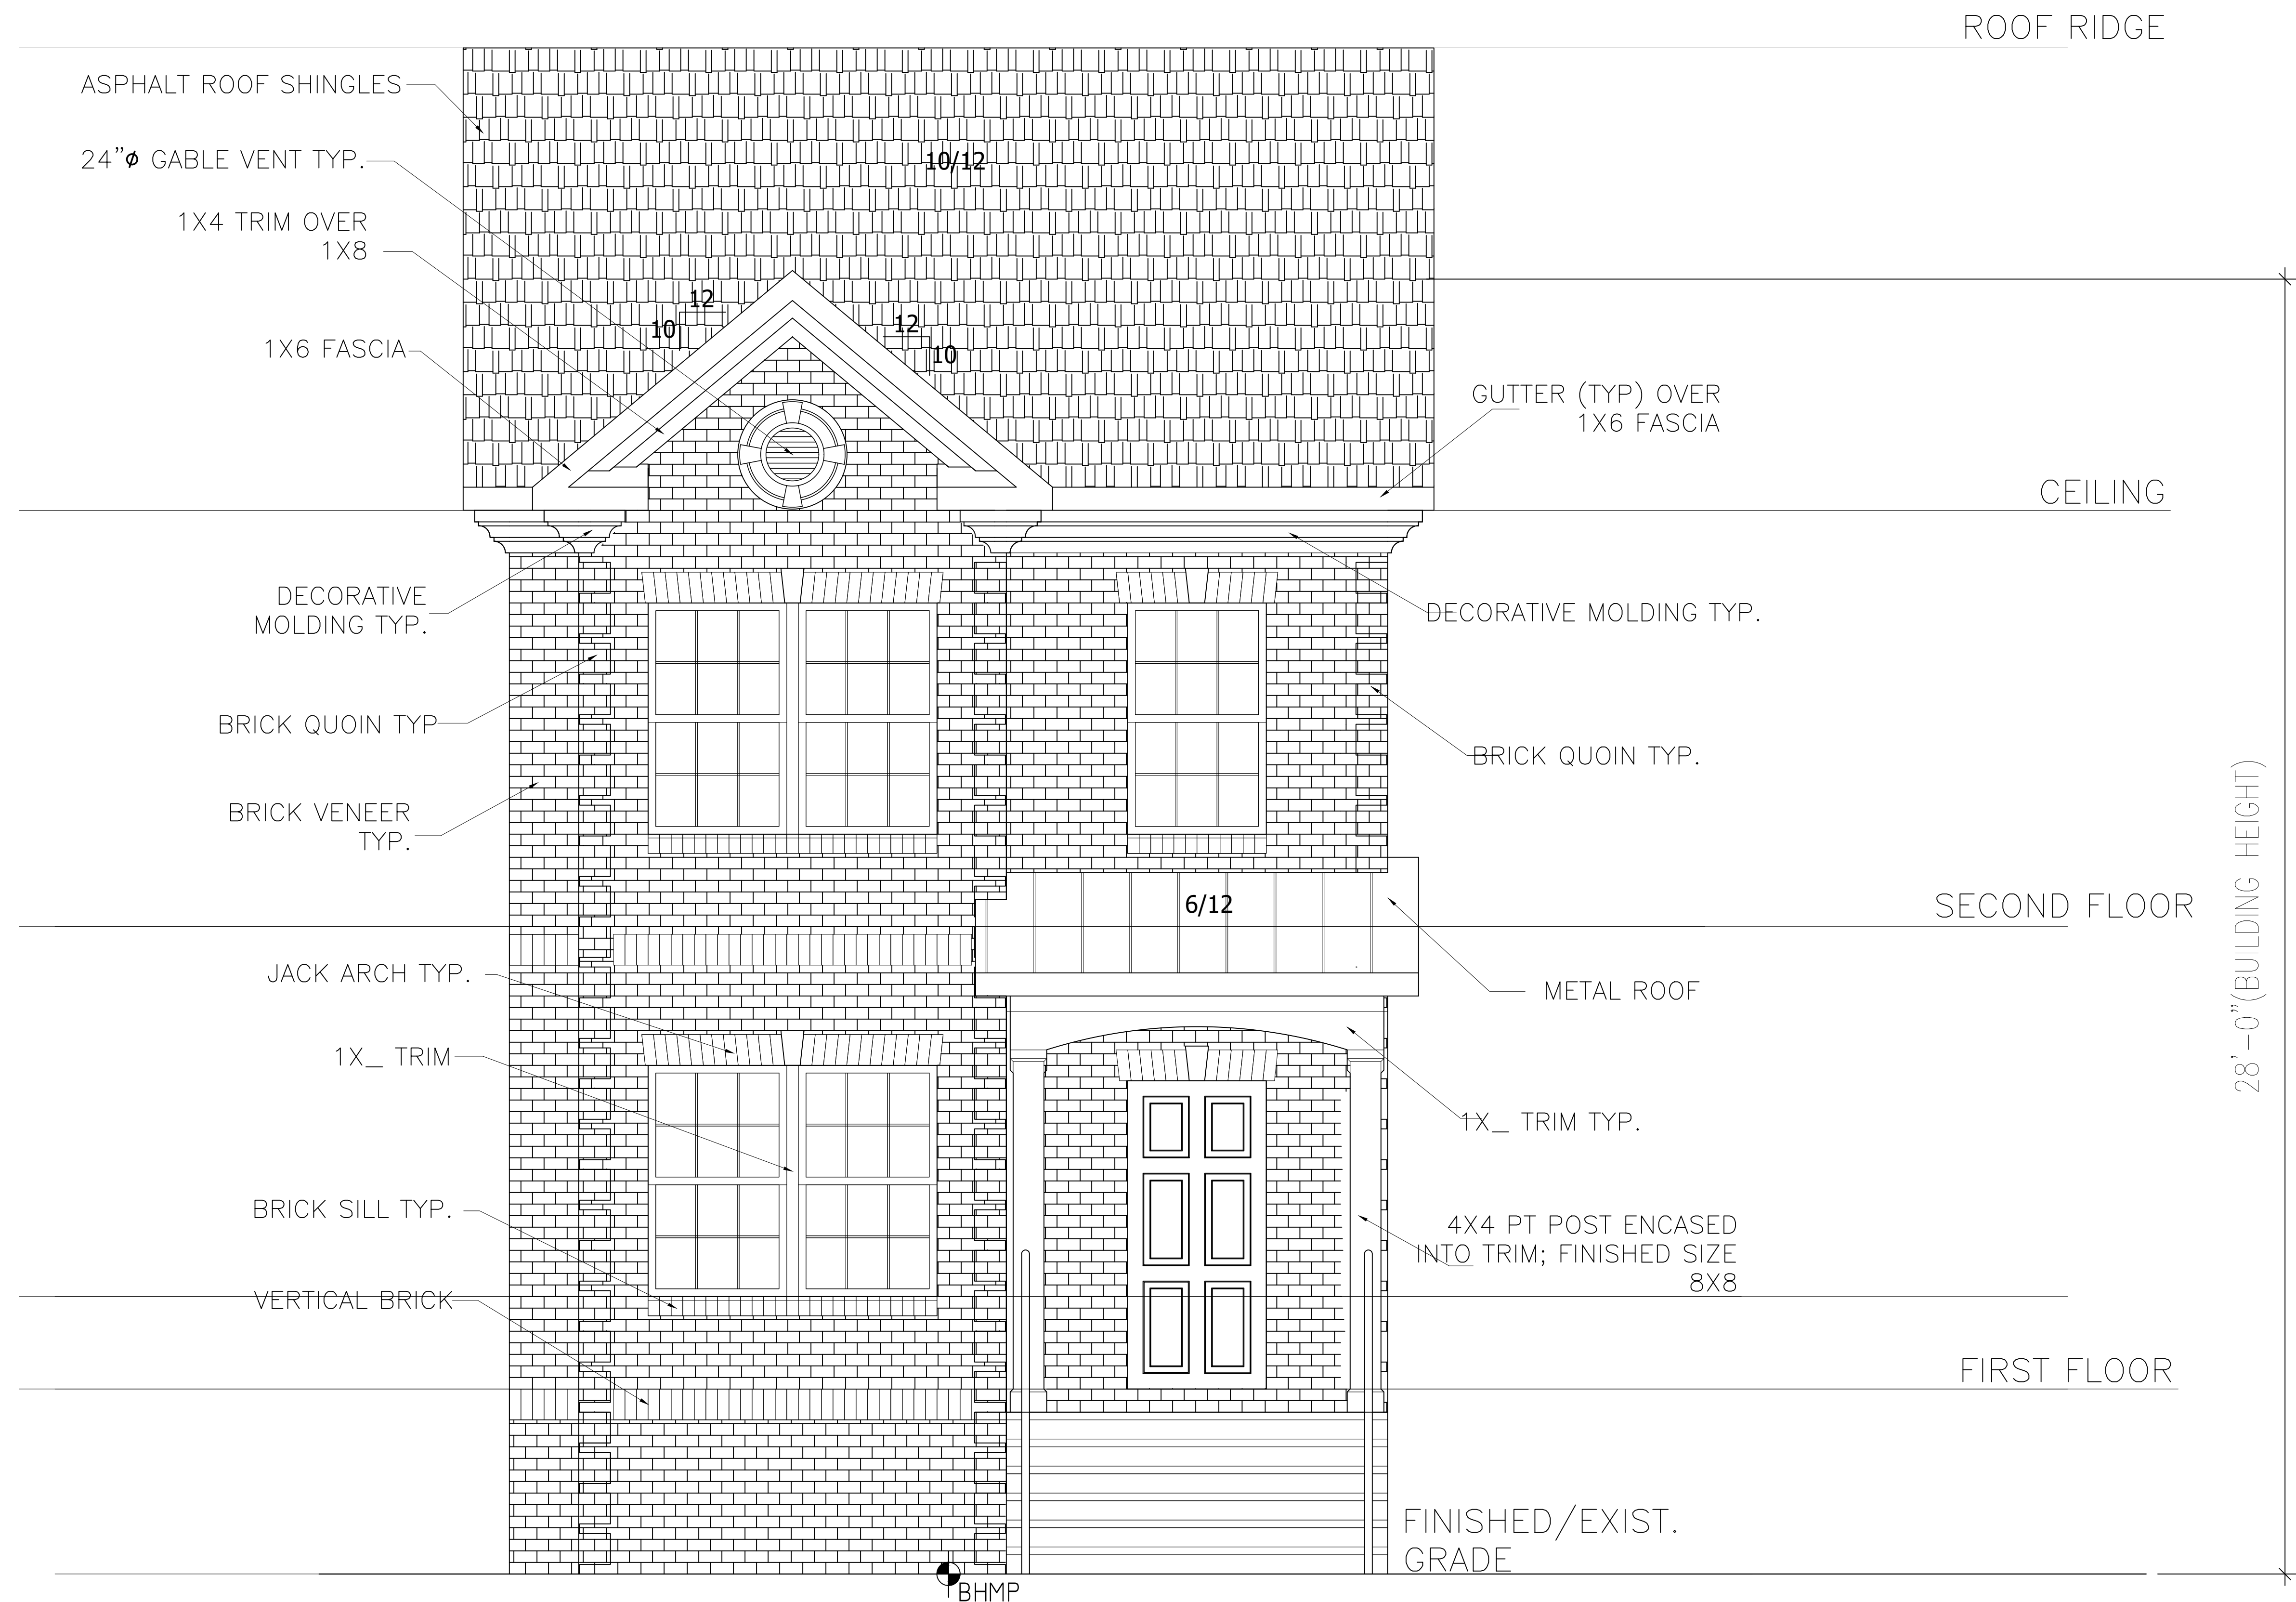 ROOF RIDGE
ASPHALT ROOF SHINGLES
24"ø GABLE VENT TYP.
10/12
1X4 TRIM OVER
1X8
12
10
12
10
1X6 FASCIA
GUTTER (TYP) OVER
1X6 FASCIA
CEILING
DECORATIVE
MOLDING TYP.
DECORATIVE MOLDING TYP.
BRICK QUOIN TYP
BRICK QUOIN TYP.
BRICK VENEER
TYP.
28'-0"(BUILDING HEIGHT)
6/12
SECOND FLOOR
JACK ARCH TYP.
METAL ROOF
1X_ TRIM
1X_ TRIM TYP.
BRICK SILL TYP.
4X4 PT POST ENCASED
INTO TRIM; FINISHED SIZE
8X8
VERTICAL BRICK
FIRST FLOOR
FINISHED/EXIST.
GRADE
BHMP